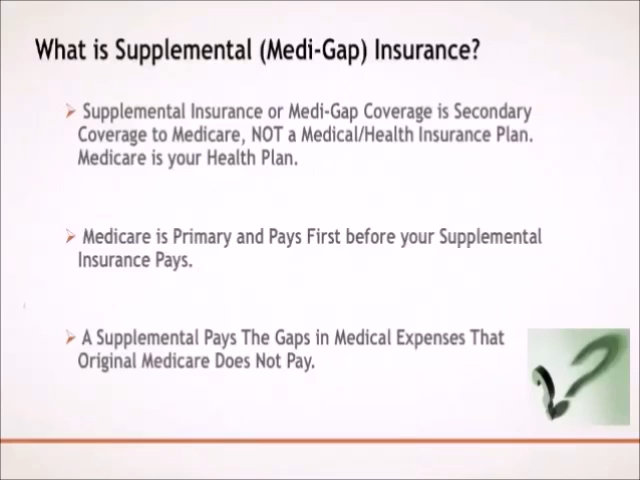 What is Supplemental (Medi-Gap) Insurance?
Supplemental Insurance or Medi-Gap Coverage is Secondary
Coverage to Medicare, NOT a Medical/Health Insurance Plan.
Medicare is your Health Plan.
Medicare is Primary and Pays First before your Supplemental
Insurance Pays.
A Supplemental Pays The Gaps in Medical Expenses That
Original Medicare Does Not Pay.